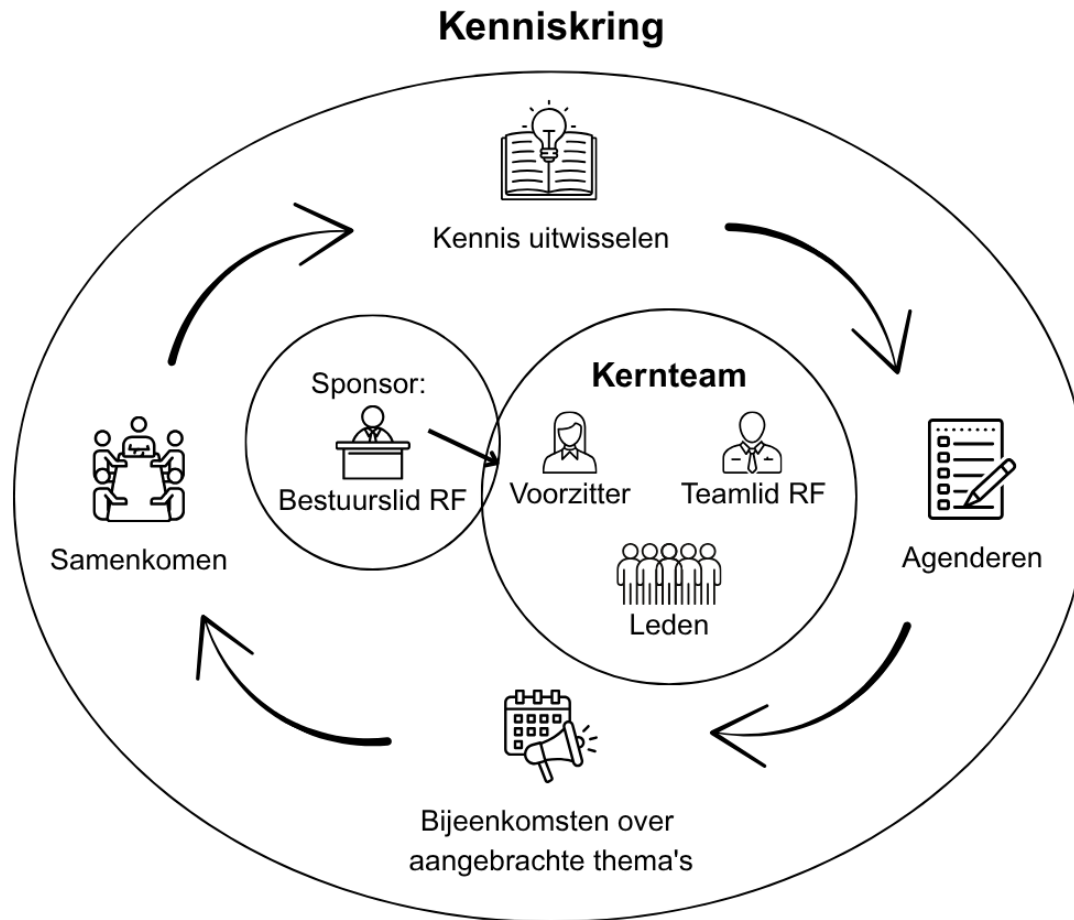 Kenniskring
Kennis uitwisselen
Sponsor:
Bestuurslid RF
Kernteam
Voorzitter
Teamlid RF
Leden
Samenkomen
Agenderen
Bijeenkomsten over
aangebrachte thema's